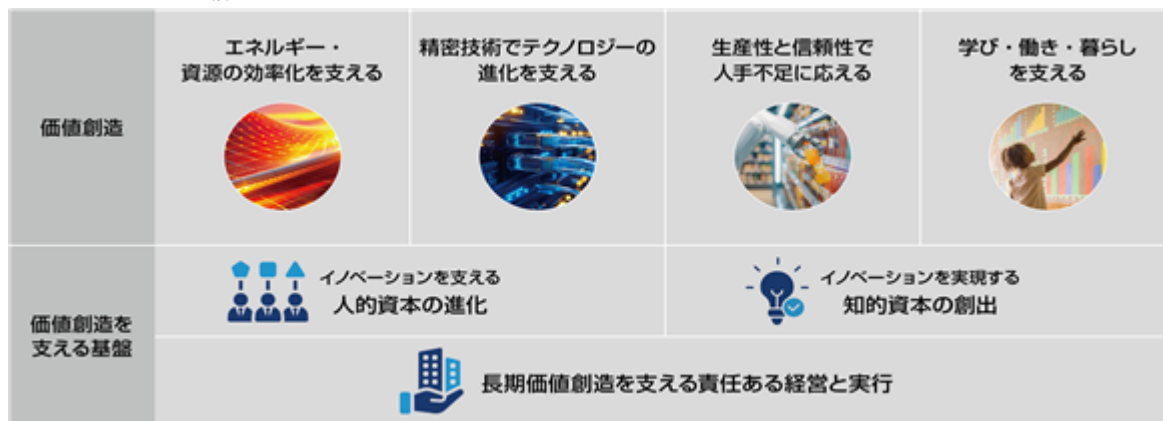 価値創造
エネルギー・
資源の効率化を支える
精密技術でテクノロジーの
進化を支える
生産性と信頼性で
人手不足に応える
学び・働き・暮らし
を支える
価値創造を
支える基盤
イノベーションを支える
人的資本の進化
イノベーションを実現する
知的資本の創出
長期価値創造を支える責任ある経営と実行